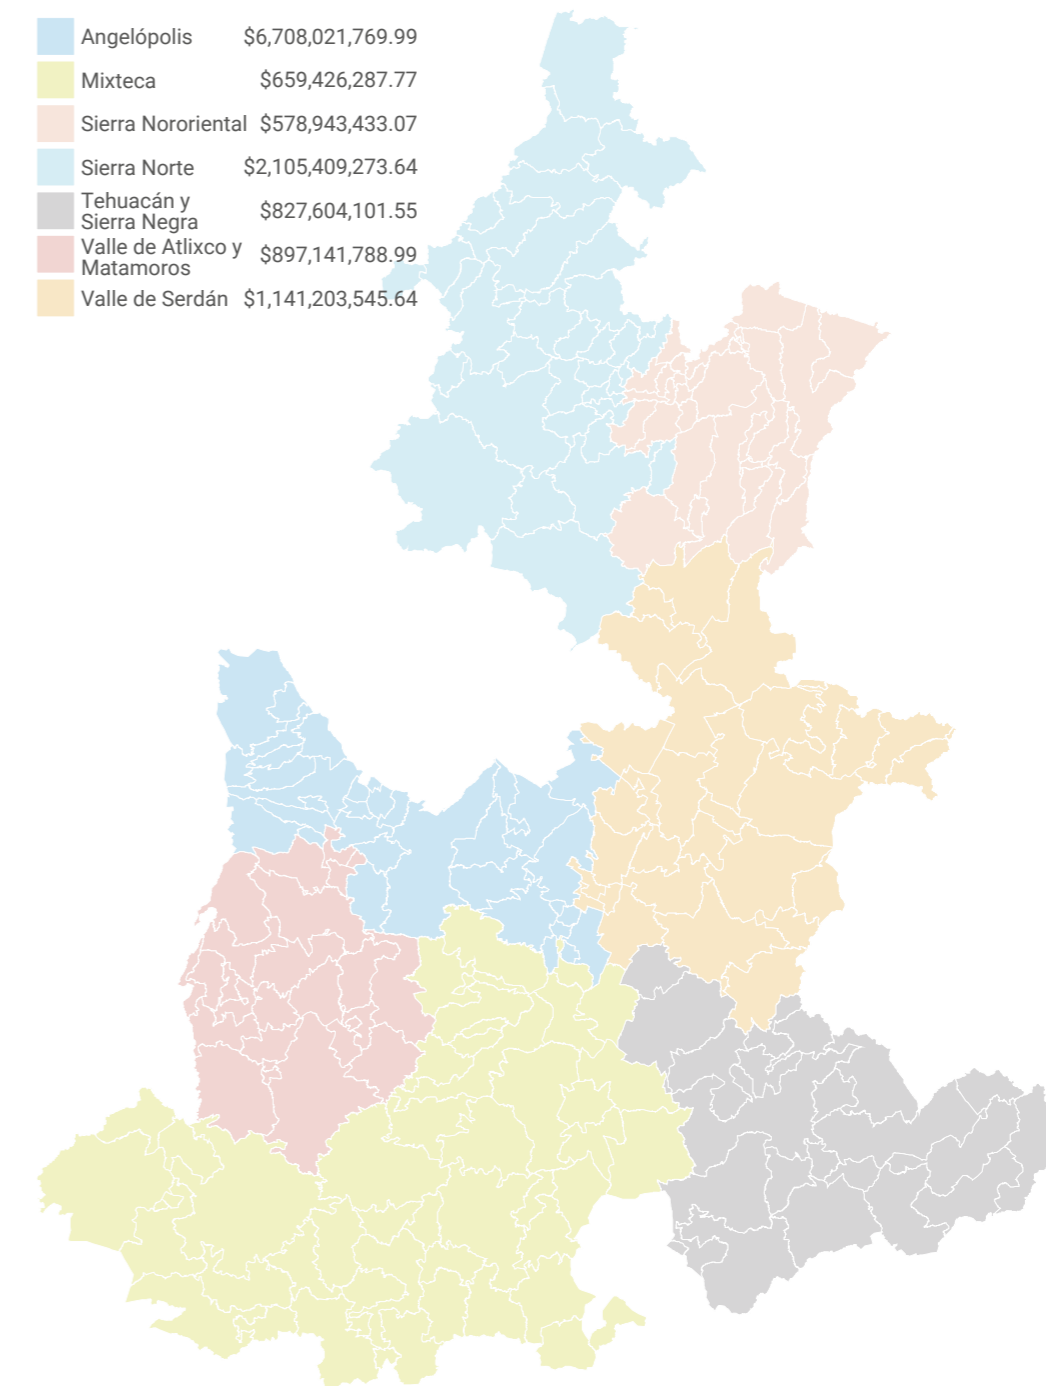 Angelópolis $6,708,021,769.99
Mixteca $659,426,287.77
Sierra Nororiental $578,943,433.07
Sierra Norte $2,105,409,273.64
Tehuacán y
Sierra Negra $827,604,101.55
Valle de Atlixco y
Matamoros $897,141,788.99
Valle de Serdán $1,141,203,545.64